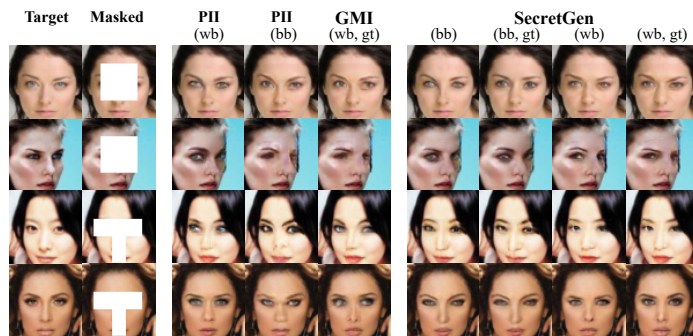 Target Masked PII PII GMI SecretGen
(wb) (bb) (wb, gt) (bb) (bb, gt) (wb) (wb, gt)